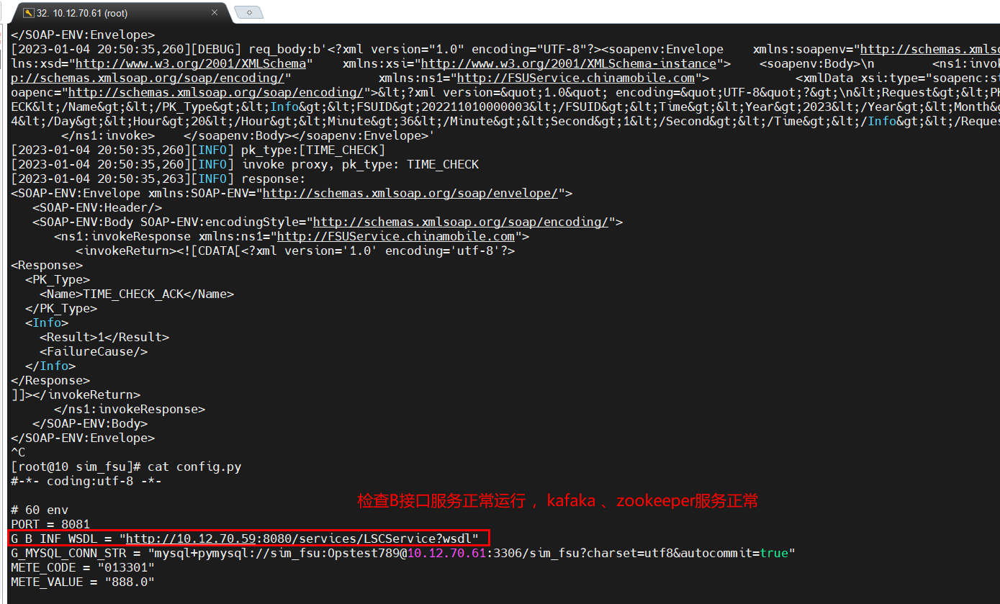 32. 10.12.70.61 (root)
</SOAP-ENV:Envelope>
[2023-01-04 20:50:35,260][DEBUG] req_body:b'<?xml version="1.0" encoding="UTF-8"?><soapenv:Envelope xmlns:soapenv="http://schemas.xmlso
lns:xsd="http://www.w3.org/2001/XMLSchema" xmlns:xsi="http://www.w3.org/2001/XMLSchema-instance"> <soapenv:Body>\n <ns1:invok
p://schemas.xmlsoap.org/soap/encoding/" xmlns:ns1="http://FSUService.chinamobile.com"> <xmlData xsi:type="soapenc:st
oapenc="http://schemas.xmlsoap.org/soap/encoding/">&lt;?xml version=&quot;1.0&quot; encoding=&quot;UTF-8&quot;?&gt;\n&lt;Request&gt;&lt;PK
ECK&lt;/Name&gt;&lt;/PK_Type&gt;&lt;Info&gt;&lt;FSUID&gt;202211010000003&lt;/FSUID&gt;&lt;Time&gt;&lt;Year&gt;2023&lt;/Year&gt;&lt;Month&g
4&lt;/Day&gt;&lt;Hour&gt;20&lt;/Hour&gt;&lt;Minute&gt;36&lt;/Minute&gt;&lt;Second&gt;1&lt;/Second&gt;&lt;/Time&gt;&lt;/Info&gt;&lt;/Reques
</ns1:invoke> </soapenv:Body></soapenv:Envelope>'
[2023-01-04 20:50:35,260][INFO] pk_type:[TIME_CHECK]
[2023-01-04 20:50:35,260][INFO] invoke proxy, pk_type: TIME_CHECK
[2023-01-04 20:50:35,263][INFO] response:
<SOAP-ENV:Envelope xmlns:SOAP-ENV="http://schemas.xmlsoap.org/soap/envelope/">
<SOAP-ENV:Header/>
<SOAP-ENV:Body SOAP-ENV:encodingStyle="http://schemas.xmlsoap.org/soap/encoding/">
<ns1:invokeResponse xmlns:ns1="http://FSUService.chinamobile.com">
<invokeReturn><![CDATA[<?xml version='1.0' encoding='utf-8'?>
<Response>
<PK_Type>
<Name>TIME_CHECK_ACK</Name>
</PK_Type>
<Info>
<Result>1</Result>
<FailureCause/>
</Info>
</Response>
]]></invokeReturn>
</ns1:invokeResponse>
</SOAP-ENV:Body>
</SOAP-ENV:Envelope>
^C
[root@10 sim_fsu]# cat config.py
#-*- coding:utf-8 -*-
检查B接口服务正常运行 ，kafaka 、zookeeper服务正常
# 60 env
PORT = 8081
G_B_INF_WSDL = "http://10.12.70.59:8080/services/LSCService?wsdl"
G_MYSQL_CONN_STR = "mysql+pymysql://sim_fsu:Opstest789@10.12.70.61:3306/sim_fsu?charset=utf8&autocommit=true"
METE_CODE = "013301"
METE_VALUE = "888.0"